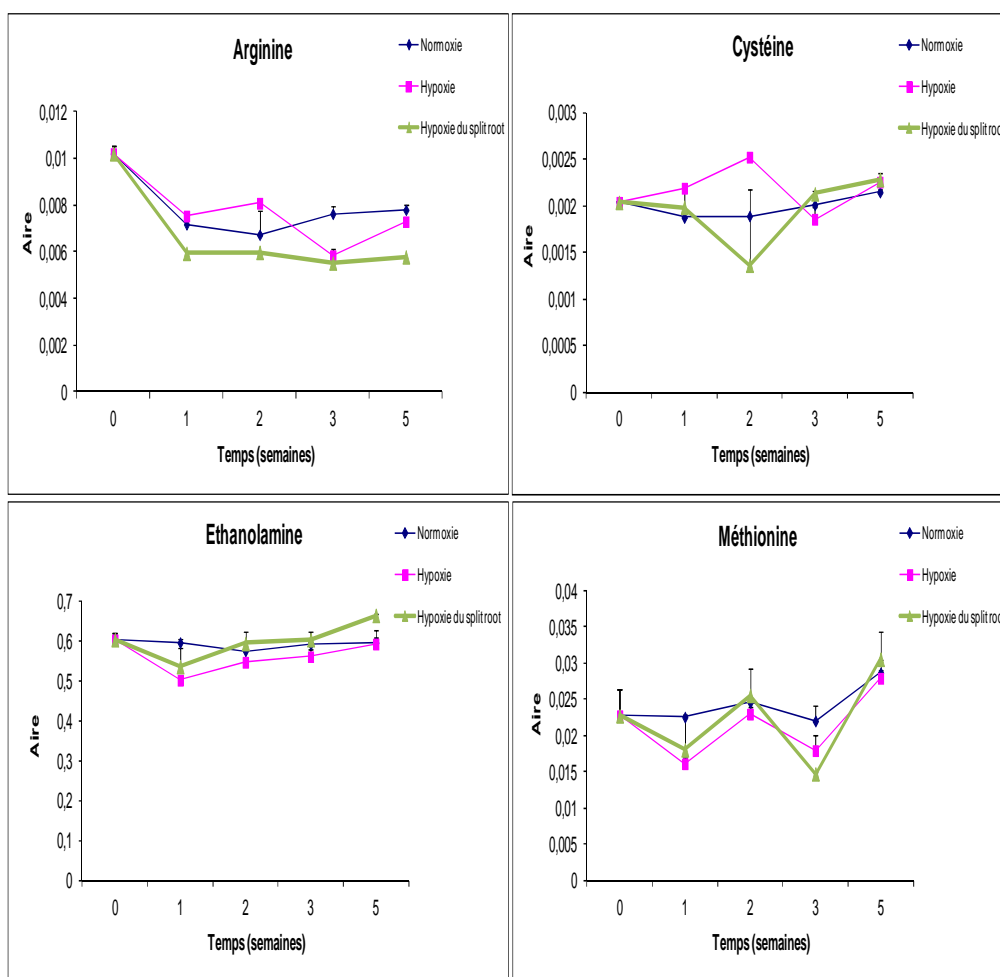 Arginine
Normoxie
Hypoxie
Hypoxie du split root
0,012
0,01
0,008
0,006
0,004
0,002
0
Aire
0 1 2 3 5
Temps (semaines)
Cystéine
Normoxie
Hypoxie
Hypoxie du split root
0,003
0,0025
0,002
0,0015
0,001
0,0005
0
Aire
0 1 2 3 5
Temps (semaines)
Ethanolamine
Normoxie
Hypoxie
Hypoxie du split root
0,7
0,6
0,5
0,4
0,3
0,2
0,1
0
Aire
0 1 2 3 5
Temps (semaines)
Méthionine
Normoxie
Hypoxie
Hypoxie du split root
0,04
0,035
0,03
0,025
0,02
0,015
0,01
0,005
0
Aire
0 1 2 3 5
Temps (semaines)